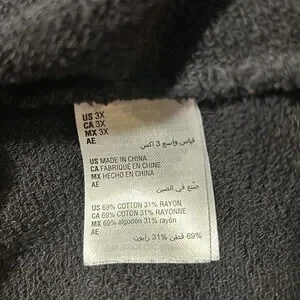 US 3X
CA 3X
MX 3X
AE
قياس واسع 3 اكس
US MADE IN CHINA
CA FABRIQUÉ EN CHINE
MX HECHO EN CHINA
AE
صنع في الصين
US 69% COTTON 31% RAYON
CA 69% COTON 31% RAYONNE
MX 69% algodón 31% rayón
AE
69% قطن 31% رايون